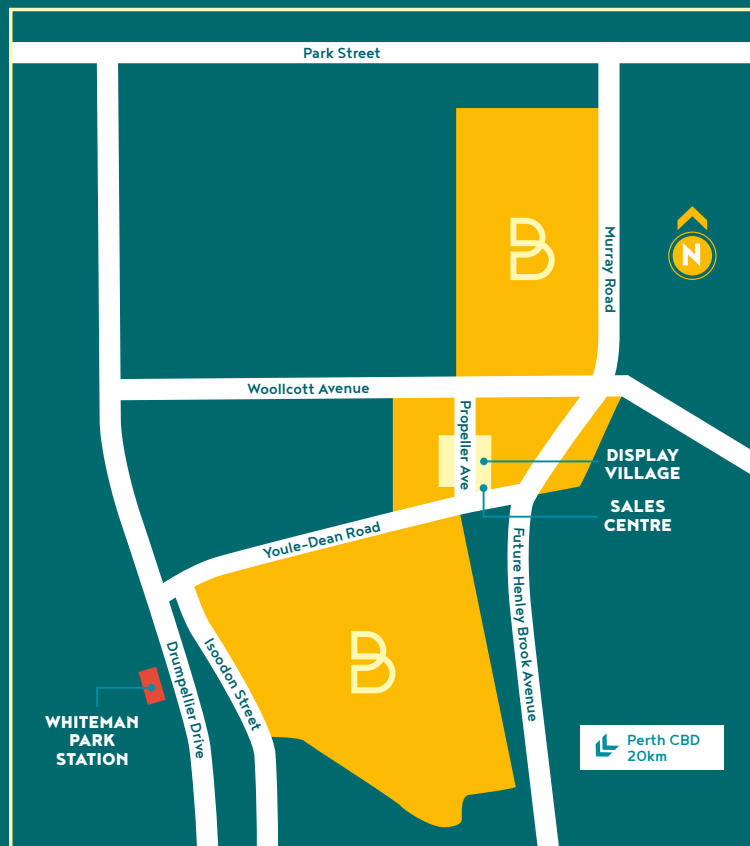 Park Street
Murray Road
N
Woollcott Avenue
Propeller Ave
DISPLAY
VILLAGE
SALES
CENTRE
Youle-Dean Road
Future Henley Brook Avenue
Isoodon Street
Drumpellier Drive
WHITEMAN
PARK
STATION
Perth CBD
20km